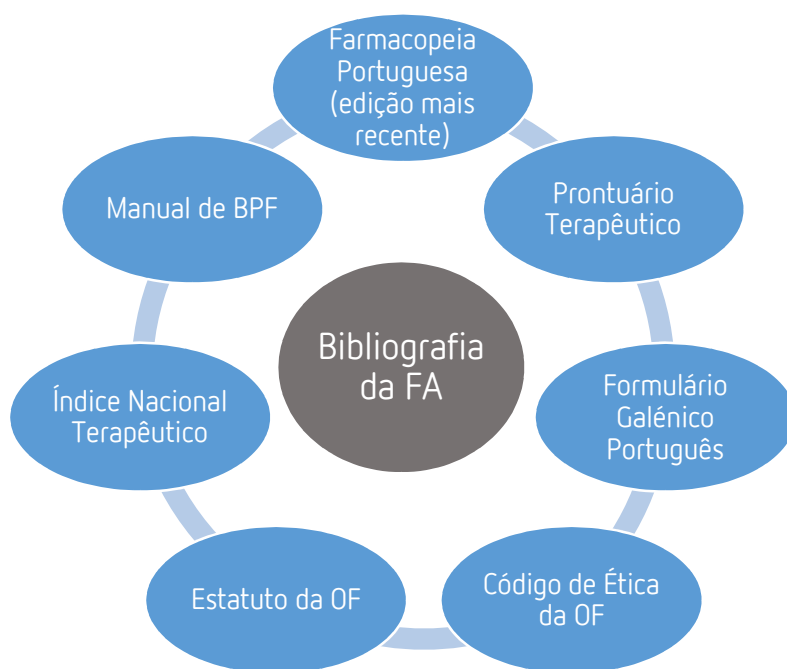 Farmacopeia
Portuguesa
(edição mais
recente)
Prontuário
Terapêutico
Formulário
Galénico
Português
Código de Ética
da OF
Estatuto da OF
Índice Nacional
Terapêutico
Manual de BPF
Bibliografia
da FA